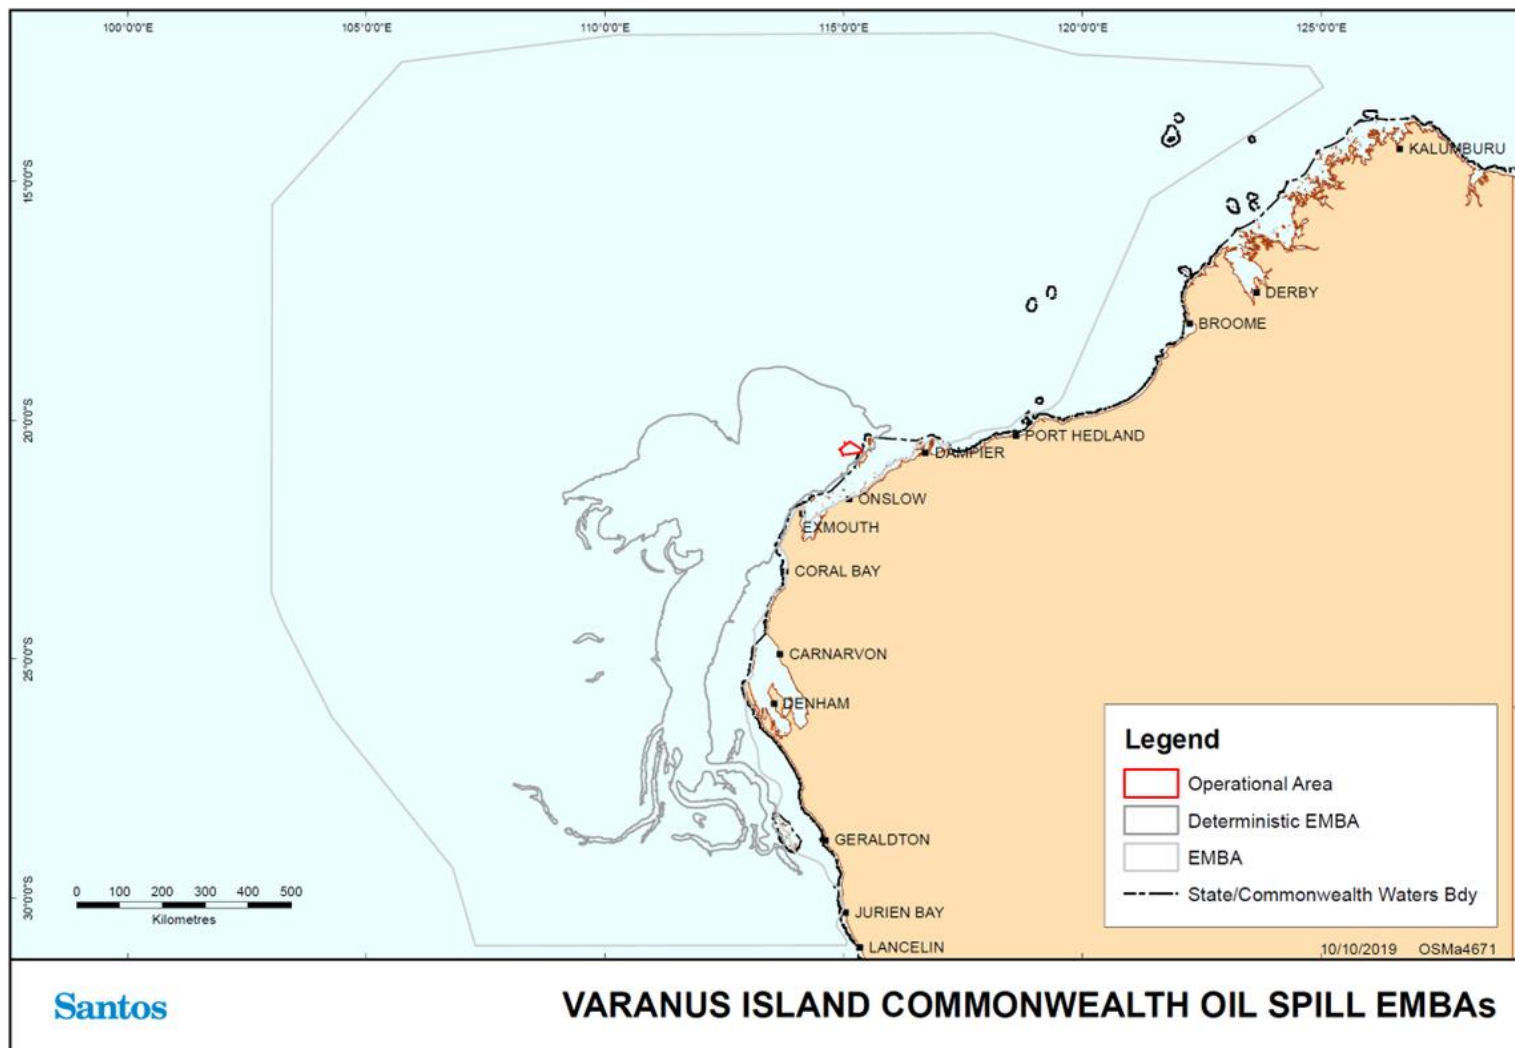 100°0'0"E 105°0'0"E 110°0'0"E 115°0'0"E 120°0'0"E 125°0'0"E
15°0'0"S
20°0'0"S
25°0'0"S
30°0'0"S
KALUMBURU
DERBY
BROOME
PORT HEDLAND
DAMPIER
ONSLOW
EXMOUTH
CORAL BAY
CARNARVON
DENHAM
GERALDTON
JURIEN BAY
LANCELIN
0 100 200 300 400 500
Kilometres
Legend
Operational Area
Deterministic EMBA
EMBA
State/Commonwealth Waters Bdy
10/10/2019 OSMa4671
Santos
VARANUS ISLAND COMMONWEALTH OIL SPILL EMBAs